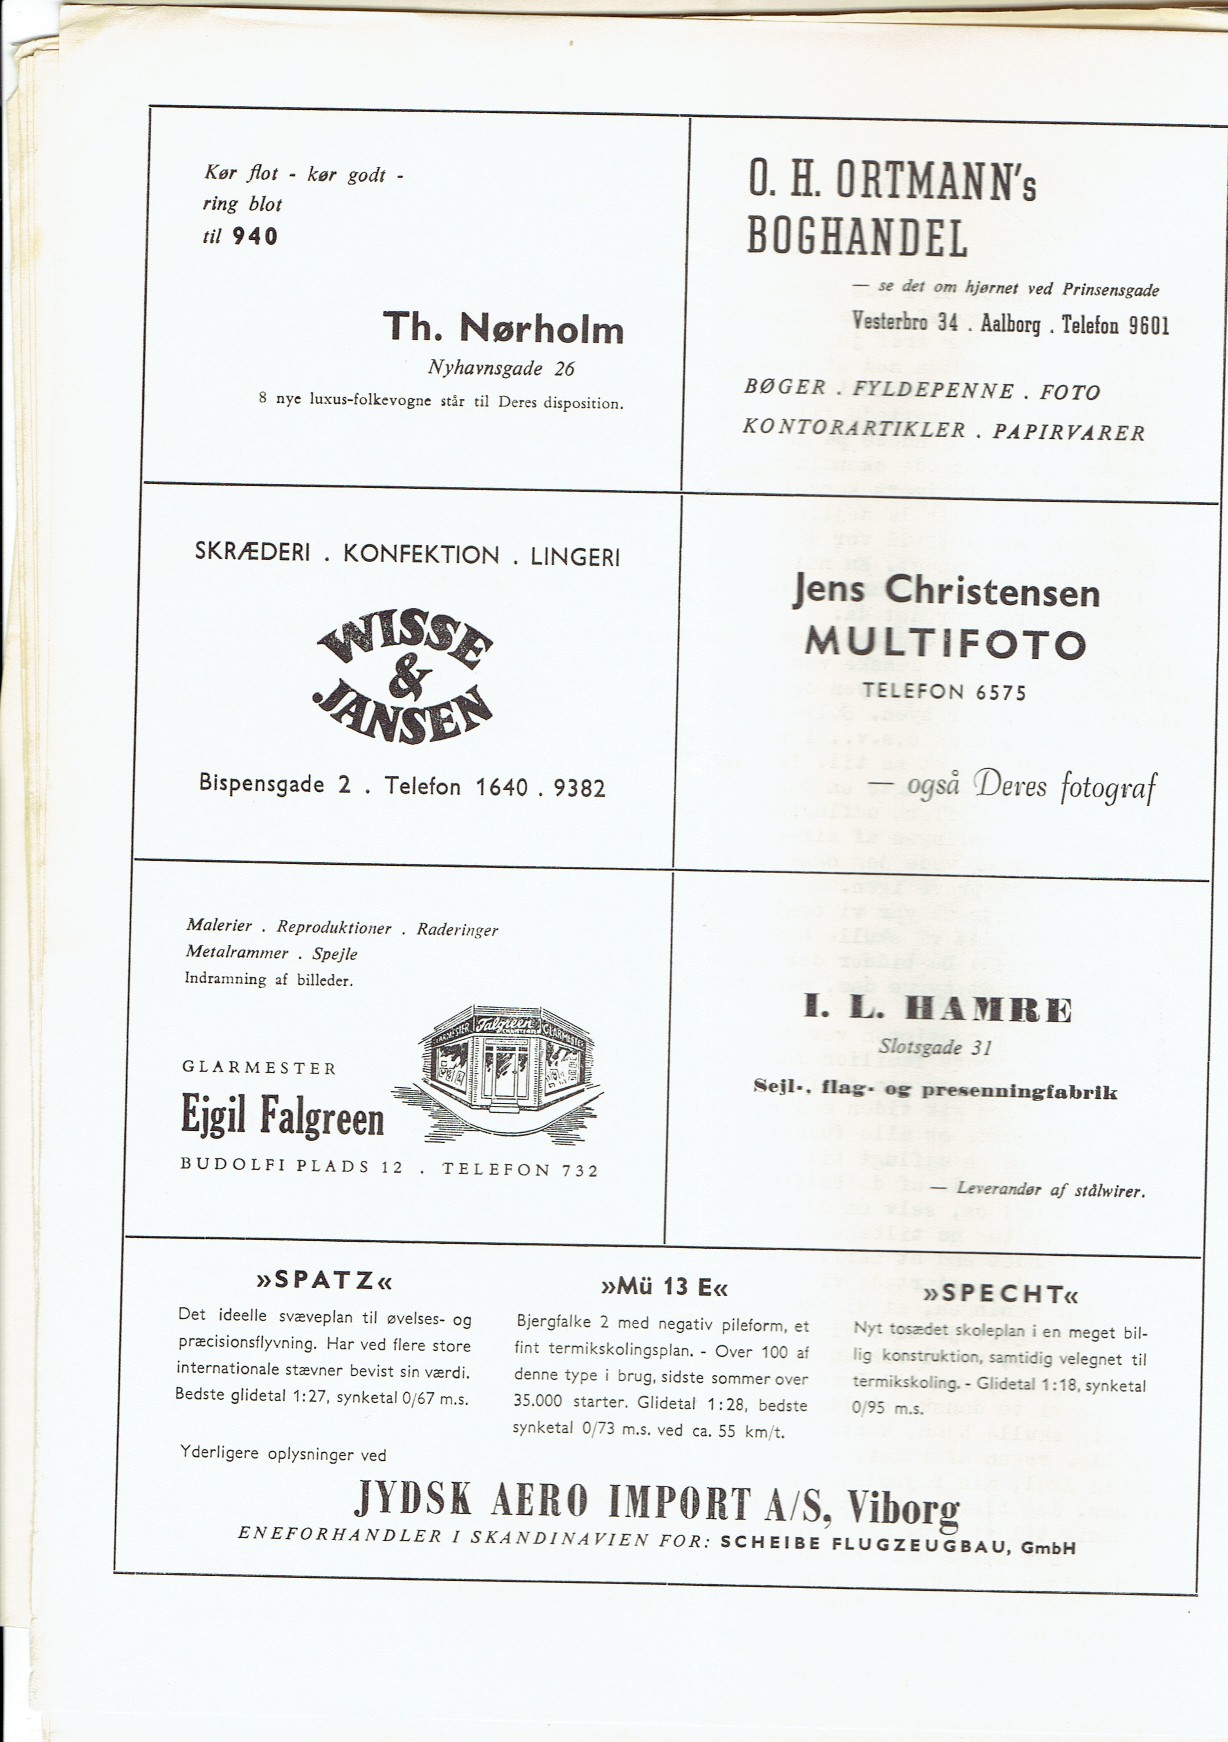 Kør flot - kør godt -
ring blot
til 940
Th. Nørholm
Nyhavnsgade 26
8 nye luxus-folkevogne står til Deres disposition.
O. H. ORTMANN's
BOGHANDEL
— se det om hjørnet ved Prinsensgade
Vesterbro 34 . Aalborg . Telefon 9601
BØGER . FYLDEPENNE . FOTO
KONTORARTIKLER . PAPIRVARER
SKRÆDERI . KONFEKTION . LINGERI
WISSE
&
JANSEN
Bispensgade 2 . Telefon 1640 . 9382
Jens Christensen
MULTIFOTO
TELEFON 6575
— også Deres fotograf
Malerier . Reproduktioner . Raderinger
Metalrammer . Spejle
Indramning af billeder.
GLARMESTER Falgreen GLARMESTER
GLARMESTER
Ejgil Falgreen
BUDOLFI PLADS 12 . TELEFON 732
I. L. HAMRE
Slotsgade 31
Sejl-, flag- og presenningfabrik
— Leverandør af stålwirer.
»SPATZ«
Det ideelle svæveplan til øvelses- og
præcisionsflyvning. Har ved flere store
internationale stævner bevist sin værdi.
Bedste glidetal 1:27, synketal 0/67 m.s.
»Mü 13 E«
Bjergfalke 2 med negativ pileform, et
fint termikskolingsplan. - Over 100 af
denne type i brug, sidste sommer over
35.000 starter. Glidetal 1:28, bedste
synketal 0/73 m.s. ved ca. 55 km/t.
»SPECHT«
Nyt tosædet skoleplan i en meget bil-
lig konstruktion, samtidig velegnet til
termikskoling. - Glidetal 1:18, synketal
0/95 m.s.
Yderligere oplysninger ved
JYDSK AERO IMPORT A/S, Viborg
ENEFORHANDLER I SKANDINAVIEN FOR: SCHEIBE FLUGZEUGBAU, GmbH